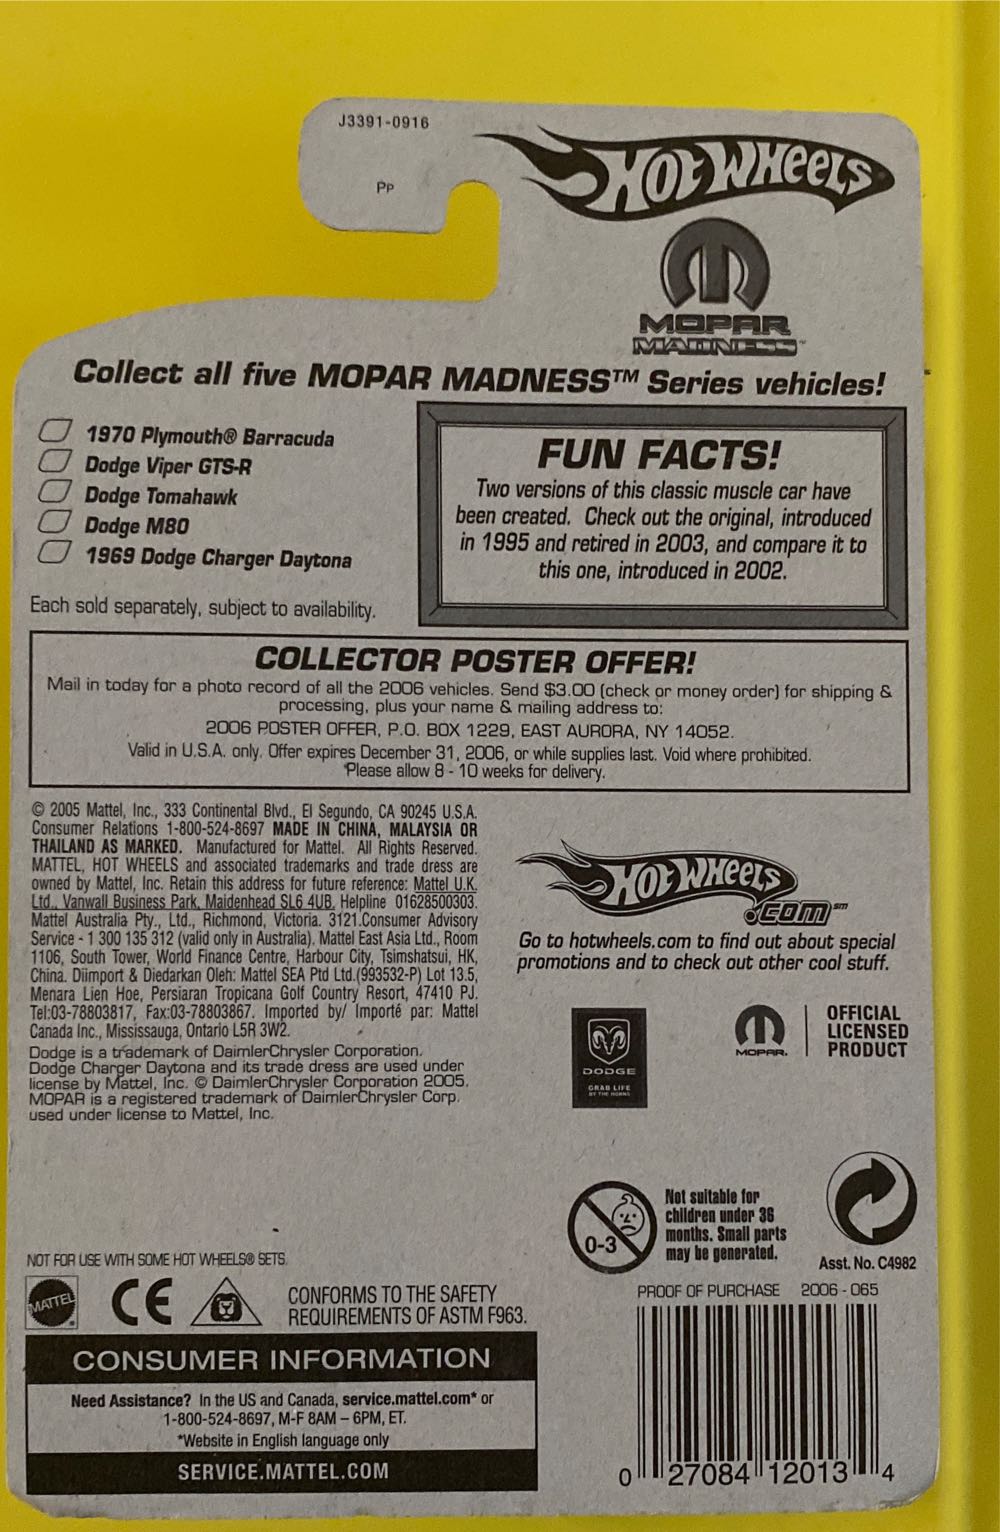 J3391-0916
Pp
HOT WHEELS
MOPAR
MADNESS™
Collect all five MOPAR MADNESS™ Series vehicles!
1970 Plymouth® Barracuda
Dodge Viper GTS-R
Dodge Tomahawk
Dodge M80
1969 Dodge Charger Daytona
Each sold separately, subject to availability.
FUN FACTS!
Two versions of this classic muscle car have
been created. Check out the original, introduced
in 1995 and retired in 2003, and compare it to
this one, introduced in 2002.
COLLECTOR POSTER OFFER!
Mail in today for a photo record of all the 2006 vehicles. Send $3.00 (check or money order) for shipping &
processing, plus your name & mailing address to:
2006 POSTER OFFER, P.O. BOX 1229, EAST AURORA, NY 14052.
Valid in U.S.A. only. Offer expires December 31, 2006, or while supplies last. Void where prohibited.
Please allow 8 - 10 weeks for delivery.
© 2005 Mattel, Inc., 333 Continental Blvd., El Segundo, CA 90245 U.S.A.
Consumer Relations 1-800-524-8697 MADE IN CHINA, MALAYSIA OR
THAILAND AS MARKED. Manufactured for Mattel. All Rights Reserved.
MATTEL, HOT WHEELS and associated trademarks and trade dress are
owned by Mattel, Inc. Retain this address for future reference: Mattel U.K.
Ltd., Vanwall Business Park, Maidenhead SL6 4UB. Helpline 01628500303.
Mattel Australia Pty., Ltd., Richmond, Victoria. 3121.Consumer Advisory
Service - 1 300 135 312 (valid only in Australia). Mattel East Asia Ltd., Room
1106, South Tower, World Finance Centre, Harbour City, Tsimshatsui, HK,
China. Diimport & Diedarkan Oleh: Mattel SEA Ptd Ltd.(993532-P) Lot 13.5,
Menara Lien Hoe, Persiaran Tropicana Golf Country Resort, 47410 PJ.
Tel:03-78803817, Fax:03-78803867. Imported by/ Importé par: Mattel
Canada Inc., Mississauga, Ontario L5R 3W2.
Dodge is a trademark of DaimlerChrysler Corporation.
Dodge Charger Daytona and its trade dress are used under
license by Mattel, Inc. © DaimlerChrysler Corporation 2005.
MOPAR is a registered trademark of DaimlerChrysler Corp.
used under license to Mattel, Inc.
HOT WHEELS
.COM℠
Go to hotwheels.com to find out about special
promotions and to check out other cool stuff.
DODGE
GRAB LIFE
BY THE HORNS
MOPAR.
OFFICIAL
LICENSED
PRODUCT
0-3
Not suitable for
children under 36
months. Small parts
may be generated.
Asst. No. C4982
NOT FOR USE WITH SOME HOT WHEELS® SETS.
MATTEL
CE
CONFORMS TO THE SAFETY
REQUIREMENTS OF ASTM F963.
CONSUMER INFORMATION
Need Assistance? In the US and Canada, service.mattel.com* or
1-800-524-8697, M-F 8AM – 6PM, ET.
*Website in English language only
SERVICE.MATTEL.COM
PROOF OF PURCHASE 2006 - 065
0 27084 12013 4